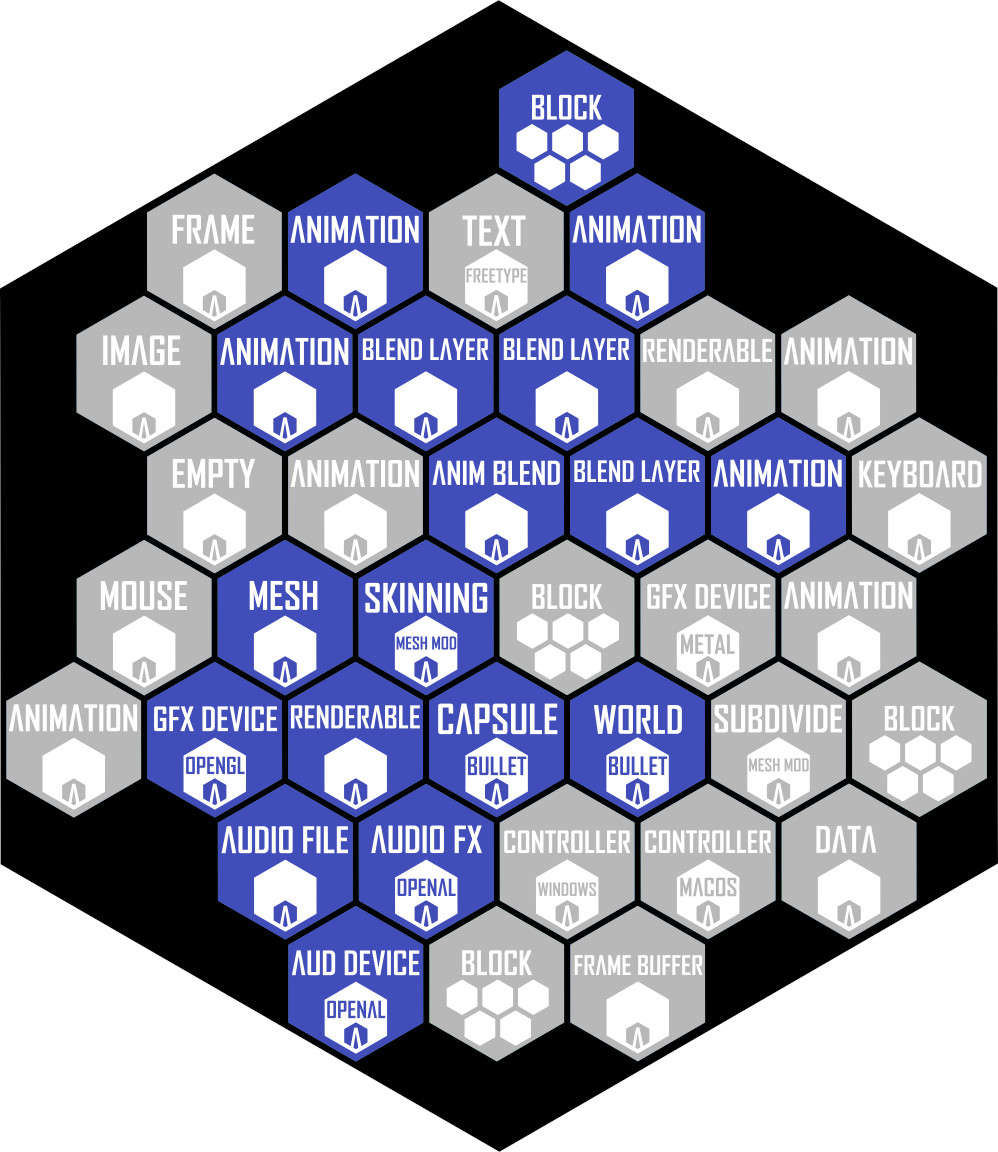 BLOCK
FRAME
ANIMATION
TEXT
FREETYPE
ANIMATION
IMAGE
ANIMATION
BLEND LAYER
BLEND LAYER
RENDERABLE
ANIMATION
EMPTY
ANIMATION
ANIM BLEND
BLEND LAYER
ANIMATION
KEYBOARD
MOUSE
MESH
SKINNING
MESH MOD
BLOCK
GFX DEVICE
METAL
ANIMATION
ANIMATION
GFX DEVICE
OPENGL
RENDERABLE
CAPSULE
BULLET
WORLD
BULLET
SUBDIVIDE
MESH MOD
BLOCK
AUDIO FILE
AUDIO FX
OPENAL
CONTROLLER
WINDOWS
CONTROLLER
MACOS
DATA
AUD DEVICE
OPENAL
BLOCK
FRAME BUFFER